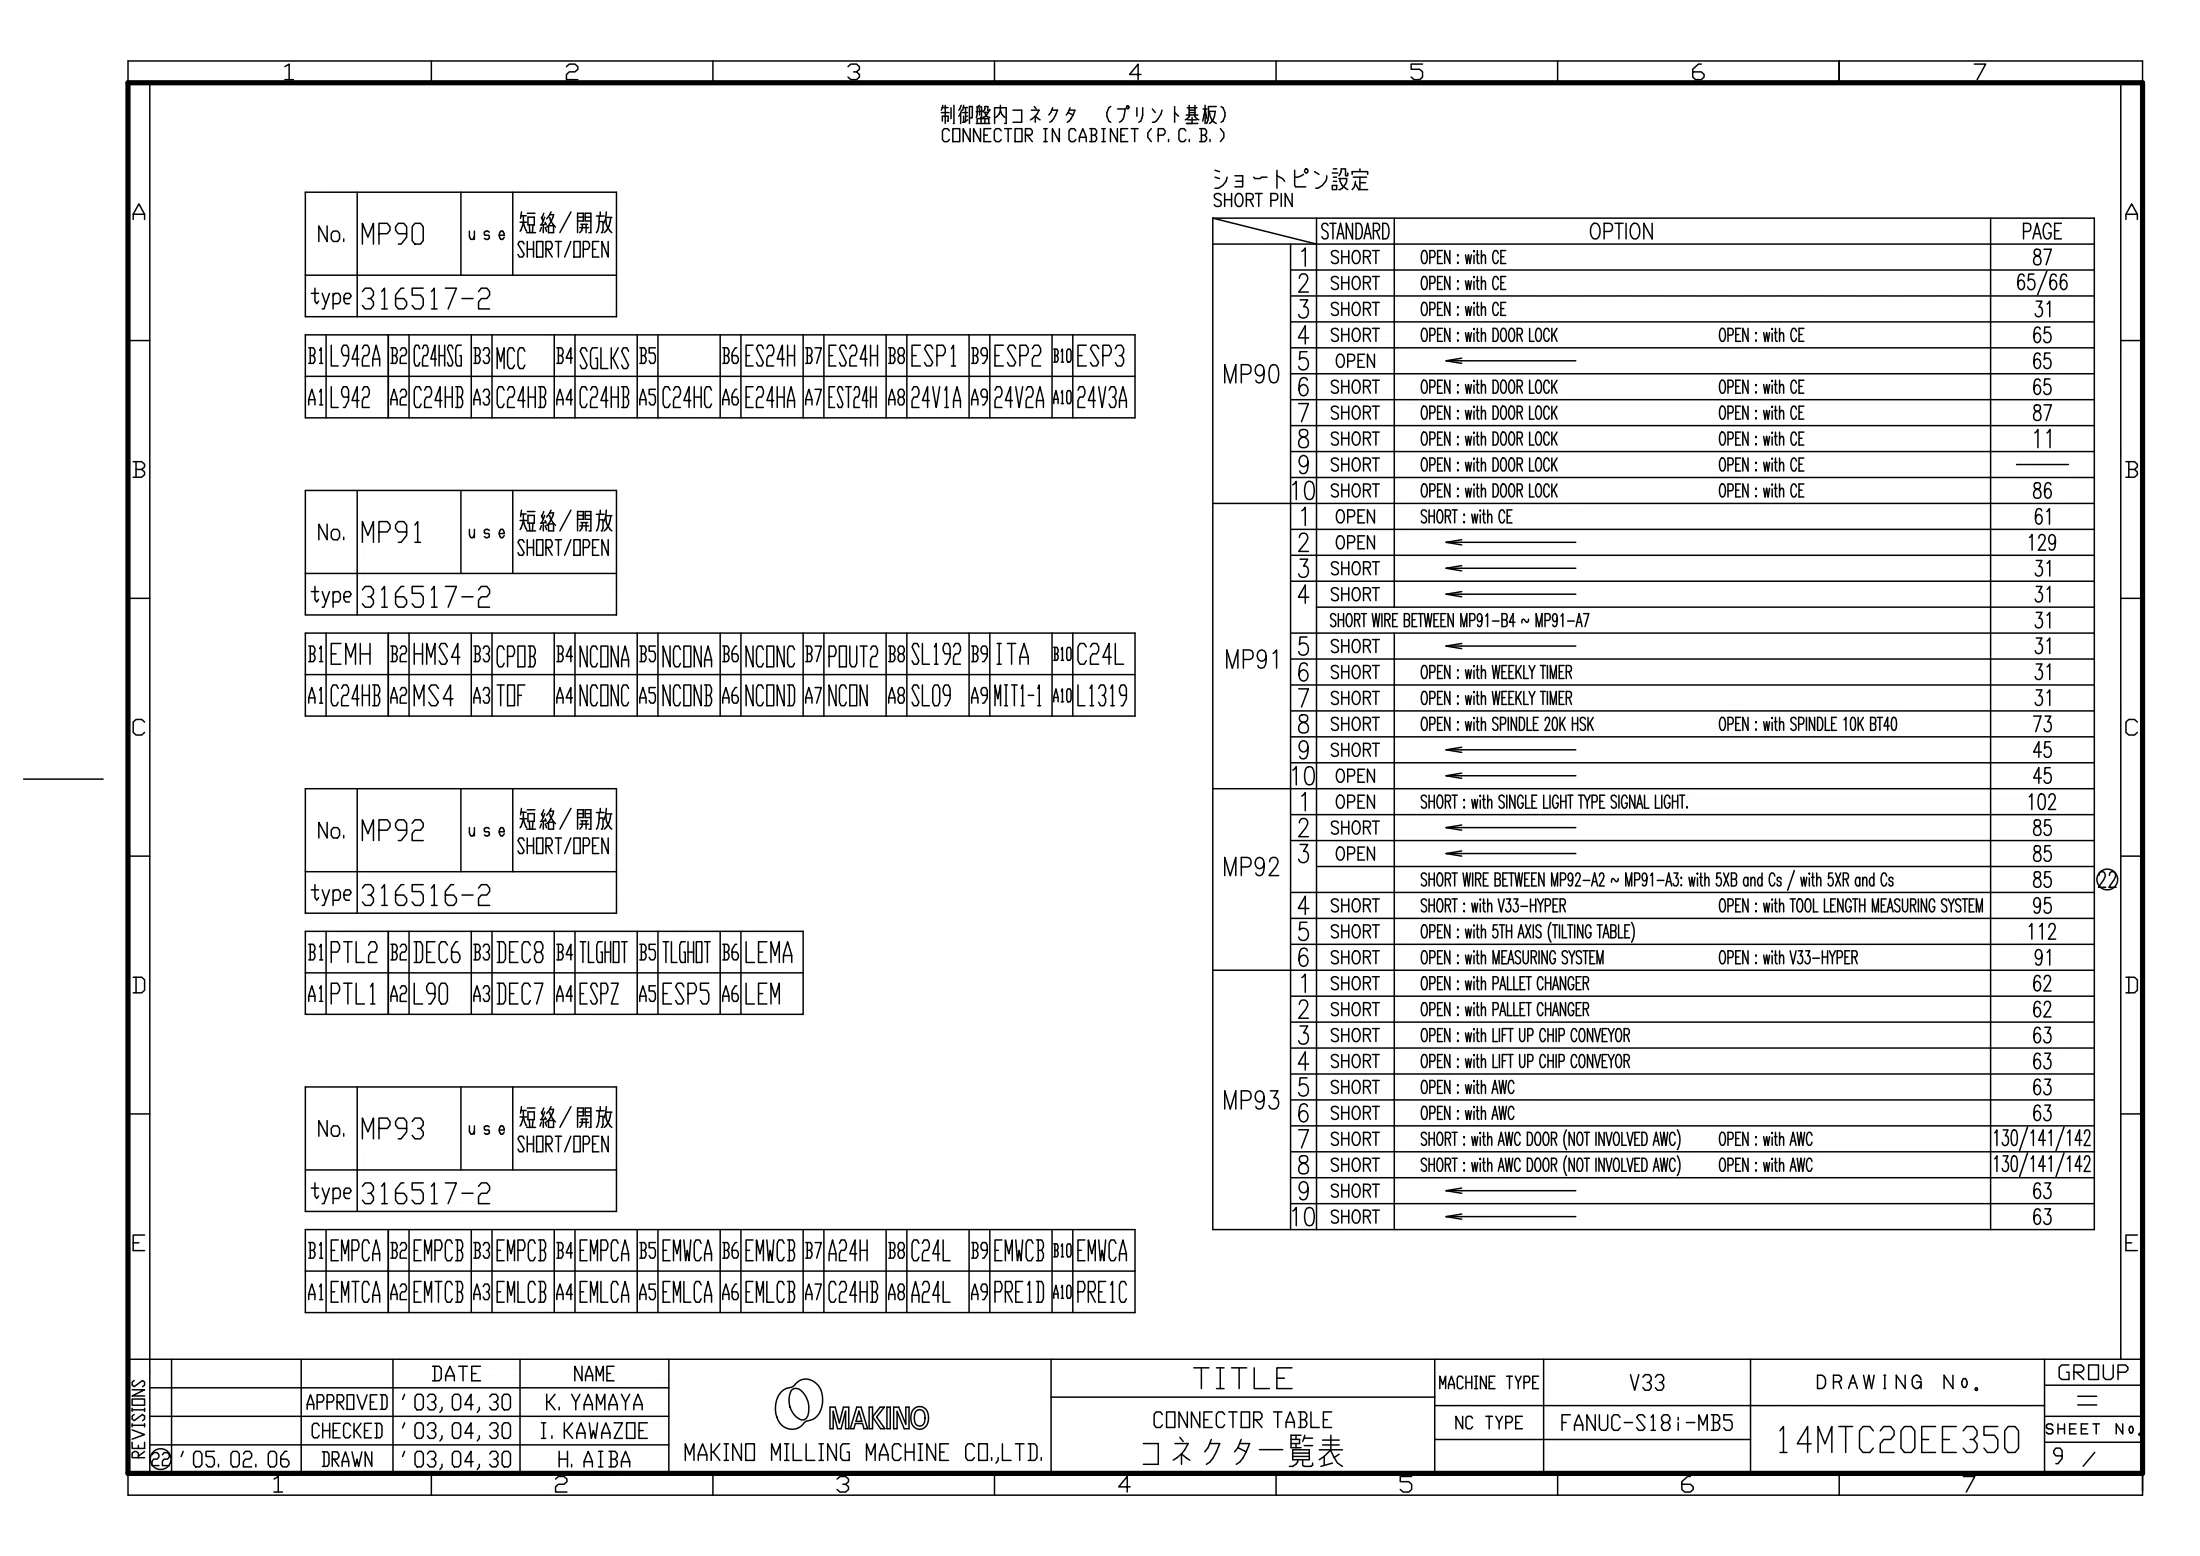 1 2 3 4 5 6 7
制御盤内コネクタ （プリント基板）
CONNECTOR IN CABINET (P. C. B. )
A
B
C
D
E
No. MP90 use 短絡/開放 SHORT/OPEN
type 316517-2
B1 L942A B2 C24HSG B3 MCC B4 SGLKS B5 B6 ES24H B7 ES24H B8 ESP1 B9 ESP2 B10 ESP3
A1 L942 A2 C24HB A3 C24HB A4 C24HB A5 C24HC A6 E24HA A7 EST24H A8 24V1A A9 24V2A A10 24V3A
No. MP91 use 短絡/開放 SHORT/OPEN
type 316517-2
B1 EMH B2 HMS4 B3 CPOB B4 NCONA B5 NCONA B6 NCONC B7 POUT2 B8 SL192 B9 ITA B10 C24L
A1 C24HB A2 MS4 A3 TOF A4 NCONC A5 NCONB A6 NCOND A7 NCON A8 SL09 A9 MIT1-1 A10 L1319
No. MP92 use 短絡/開放 SHORT/OPEN
type 316516-2
B1 PTL2 B2 DEC6 B3 DEC8 B4 TLGHOT B5 TLGHOT B6 LEMA
A1 PTL1 A2 L90 A3 DEC7 A4 ESPZ A5 ESP5 A6 LEM
No. MP93 use 短絡/開放 SHORT/OPEN
type 316517-2
B1 EMPCA B2 EMPCB B3 EMPCB B4 EMPCA B5 EMWCA B6 EMWCB B7 A24H B8 C24L B9 EMWCB B10 EMWCA
A1 EMTCA A2 EMTCB A3 EMLCB A4 EMLCA A5 EMLCA A6 EMLCB A7 C24HB A8 A24L A9 PRE1D A10 PRE1C
ショートピン設定
SHORT PIN
STANDARD OPTION PAGE
MP90
1 SHORT OPEN : with CE 87
2 SHORT OPEN : with CE 65/66
3 SHORT OPEN : with CE 31
4 SHORT OPEN : with DOOR LOCK OPEN : with CE 65
5 OPEN ← 65
6 SHORT OPEN : with DOOR LOCK OPEN : with CE 65
7 SHORT OPEN : with DOOR LOCK OPEN : with CE 87
8 SHORT OPEN : with DOOR LOCK OPEN : with CE 11
9 SHORT OPEN : with DOOR LOCK OPEN : with CE —
10 SHORT OPEN : with DOOR LOCK OPEN : with CE 86
MP91
1 OPEN SHORT : with CE 61
2 OPEN ← 129
3 SHORT ← 31
4 SHORT ← 31
SHORT WIRE BETWEEN MP91-B4 ~ MP91-A7 31
5 SHORT ← 31
6 SHORT OPEN : with WEEKLY TIMER 31
7 SHORT OPEN : with WEEKLY TIMER 31
8 SHORT OPEN : with SPINDLE 20K HSK OPEN : with SPINDLE 10K BT40 73
9 SHORT ← 45
10 OPEN ← 45
MP92
1 OPEN SHORT : with SINGLE LIGHT TYPE SIGNAL LIGHT. 102
2 SHORT ← 85
3 OPEN ← 85
SHORT WIRE BETWEEN MP92-A2 ~ MP91-A3: with 5XB and Cs / with 5XR and Cs 85 22
4 SHORT SHORT : with V33-HYPER OPEN : with TOOL LENGTH MEASURING SYSTEM 95
5 SHORT OPEN : with 5TH AXIS (TILTING TABLE) 112
6 SHORT OPEN : with MEASURING SYSTEM OPEN : with V33-HYPER 91
MP93
1 SHORT OPEN : with PALLET CHANGER 62
2 SHORT OPEN : with PALLET CHANGER 62
3 SHORT OPEN : with LIFT UP CHIP CONVEYOR 63
4 SHORT OPEN : with LIFT UP CHIP CONVEYOR 63
5 SHORT OPEN : with AWC 63
6 SHORT OPEN : with AWC 63
7 SHORT SHORT : with AWC DOOR (NOT INVOLVED AWC) OPEN : with AWC 130/141/142
8 SHORT SHORT : with AWC DOOR (NOT INVOLVED AWC) OPEN : with AWC 130/141/142
9 SHORT ← 63
10 SHORT ← 63
A
B
C
D
E
REVISIONS
22 '05. 02. 06
DATE NAME
APPROVED '03, 04, 30 K. YAMAYA
CHECKED '03, 04, 30 I. KAWAZOE
DRAWN '03, 04, 30 H. AIBA
MAKINO
MAKINO MILLING MACHINE CO.,LTD.
TITLE
CONNECTOR TABLE
コネクター覧表
MACHINE TYPE V33
NC TYPE FANUC-S18i-MB5
DRAWING No.
14MTC20EE350
GROUP
=
SHEET No.
9 /
1 2 3 4 5 6 7